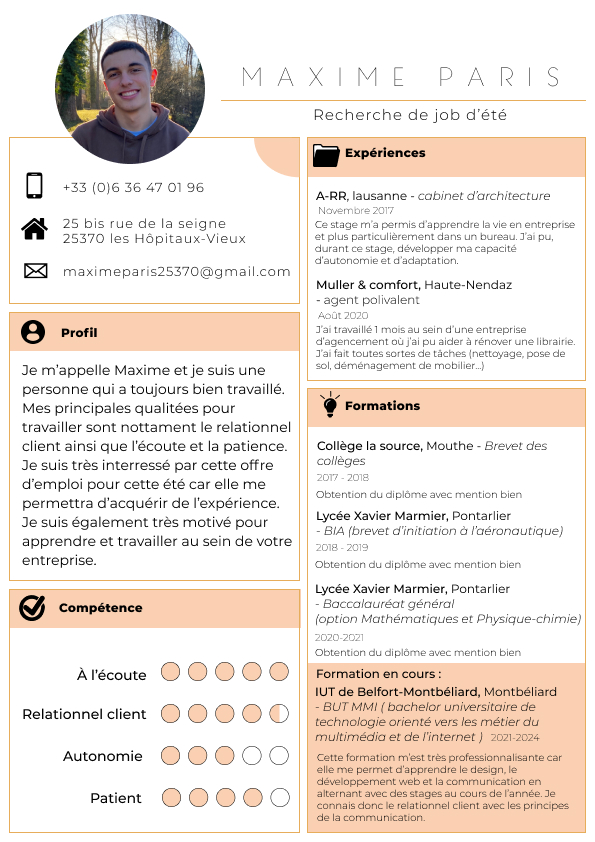 MAXIME PARIS
Recherche de job d'été
+33 (0)6 36 47 01 96
25 bis rue de la seigne
25370 les Hôpitaux-Vieux
maximeparis25370@gmail.com
Profil
Je m'appelle Maxime et je suis une
personne qui a toujours bien travaillé.
Mes principales qualitées pour
travailler sont nottament le relationnel
client ainsi que l'écoute et la patience.
Je suis très interressé par cette offre
d'emploi pour cette été car elle me
permettra d'acquérir de l'expérience.
Je suis également très motivé pour
apprendre et travailler au sein de votre
entreprise.
Compétence
À l'écoute
Relationnel client
Autonomie
Patient
Expériences
A-RR, lausanne - cabinet d'architecture
Novembre 2017
Ce stage m'a permis d'apprendre la vie en entreprise
et plus particulièrement dans un bureau. J'ai pu,
durant ce stage, développer ma capacité
d'autonomie et d'adaptation.
Muller & comfort, Haute-Nendaz
- agent polivalent
Août 2020
J'ai travaillé 1 mois au sein d'une entreprise
d'agencement où j'ai pu aider à rénover une librairie.
J'ai fait toutes sortes de tâches (nettoyage, pose de
sol, déménagement de mobilier...)
Formations
Collège la source, Mouthe - Brevet des
collèges
2017 - 2018
Obtention du diplôme avec mention bien
Lycée Xavier Marmier, Pontarlier
- BIA (brevet d'initiation à l'aéronautique)
2018 - 2019
Obtention du diplôme avec mention bien
Lycée Xavier Marmier, Pontarlier
- Baccalauréat général
(option Mathématiques et Physique-chimie)
2020-2021
Obtention du diplôme avec mention bien
Formation en cours :
IUT de Belfort-Montbéliard, Montbéliard
- BUT MMI ( bachelor universitaire de
technologie orienté vers les métier du
multimédia et de l'internet ) 2021-2024
Cette formation m'est très professionnalisante car
elle me permet d'apprendre le design, le
développement web et la communication en
alternant avec des stages au cours de l'année. Je
connais donc le relationnel client avec les principes
de la communication.